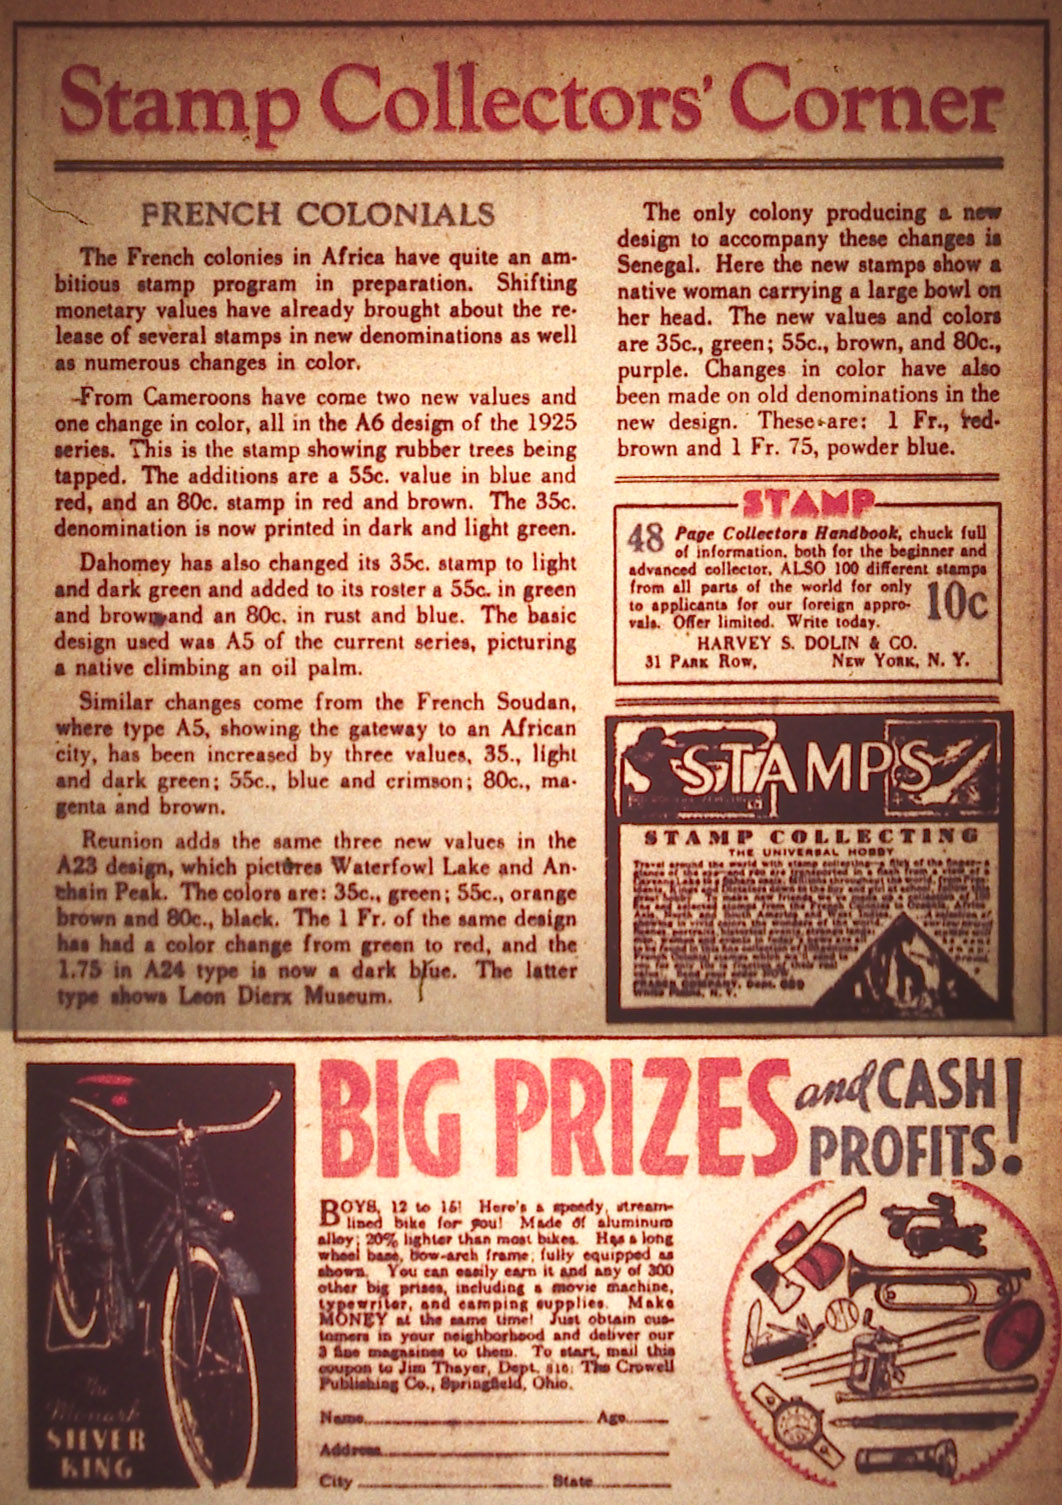 Stamp Collectors' Corner
FRENCH COLONIALS
The French colonies in Africa have quite an am-
bitious stamp program in preparation. Shifting
monetary values have already brought about the re-
lease of several stamps in new denominations as well
as numerous changes in color.
From Cameroons have come two new values and
one change in color, all in the A6 design of the 1925
series. This is the stamp showing rubber trees being
tapped. The additions are a 55c. value in blue and
red, and an 80c. stamp in red and brown. The 35c.
denomination is now printed in dark and light green.
Dahomey has also changed its 35c. stamp to light
and dark green and added to its roster a 55c. in green
and brown and an 80c. in rust and blue. The basic
design used was A5 of the current series, picturing
a native climbing an oil palm.
Similar changes come from the French Soudan,
where type A5, showing the gateway to an African
city, has been increased by three values, 35., light
and dark green; 55c., blue and crimson; 80c., ma-
genta and brown.
Reunion adds the same three new values in the
A23 design, which pictures Waterfowl Lake and An-
chain Peak. The colors are: 35c., green; 55c., orange
brown and 80c., black. The 1 Fr. of the same design
has had a color change from green to red, and the
1.75 in A24 type is now a dark blue. The latter
type shows Leon Dierx Museum.
The only colony producing a new
design to accompany these changes is
Senegal. Here the new stamps show a
native woman carrying a large bowl on
her head. The new values and colors
are 35c., green; 55c., brown, and 80c.,
purple. Changes in color have also
been made on old denominations in the
new design. These are: 1 Fr., red-
brown and 1 Fr. 75, powder blue.
STAMP
48 Page Collectors Handbook, chuck full
of information, both for the beginner and
advanced collector, ALSO 100 different stamps
from all parts of the world for only
to applicants for our foreign appro-
vals. Offer limited. Write today.
10c
HARVEY S. DOLIN & CO.
31 PARK ROW, NEW YORK, N. Y.
STAMPS
STAMP COLLECTING
THE UNIVERSAL HOBBY
Travel around the world with stamp collecting—a flick of the finger—a
White Plains, N. Y.
BIG PRIZES and CASH PROFITS!
BOYS, 12 to 16! Here's a speedy, stream-
lined bike for you! Made of aluminum
alloy; 20% lighter than most bikes. Has a long
wheel base, bow-arch frame; fully equipped as
shown. You can easily earn it and any of 300
other big prizes, including a movie machine,
typewriter, and camping supplies. Make
MONEY at the same time! Just obtain cus-
tomers in your neighborhood and deliver our
3 fine magazines to them. To start, mail this
coupon to Jim Thayer, Dept. 816, The Crowell
Publishing Co., Springfield, Ohio.
Name Age
Address
City State
The
Monark
SILVER
KING